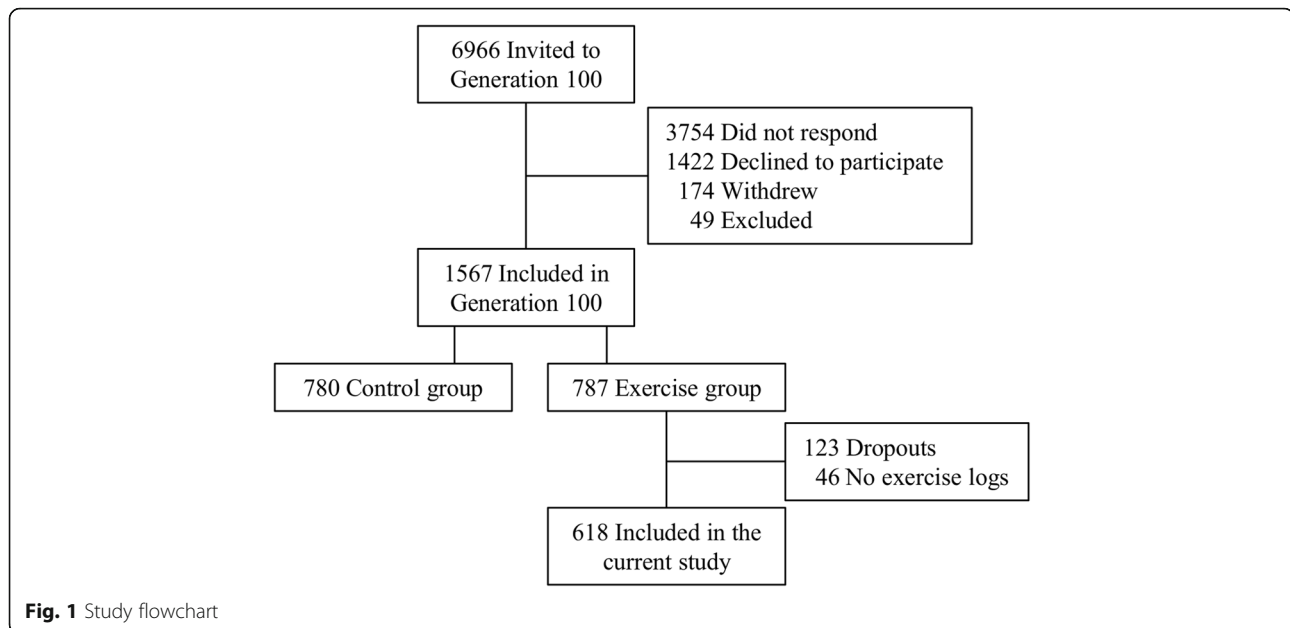 6966 Invited to
Generation 100
3754 Did not respond
1422 Declined to participate
174 Withdrew
49 Excluded
1567 Included in
Generation 100
780 Control group
787 Exercise group
123 Dropouts
46 No exercise logs
618 Included in the
current study
Fig. 1 Study flowchart